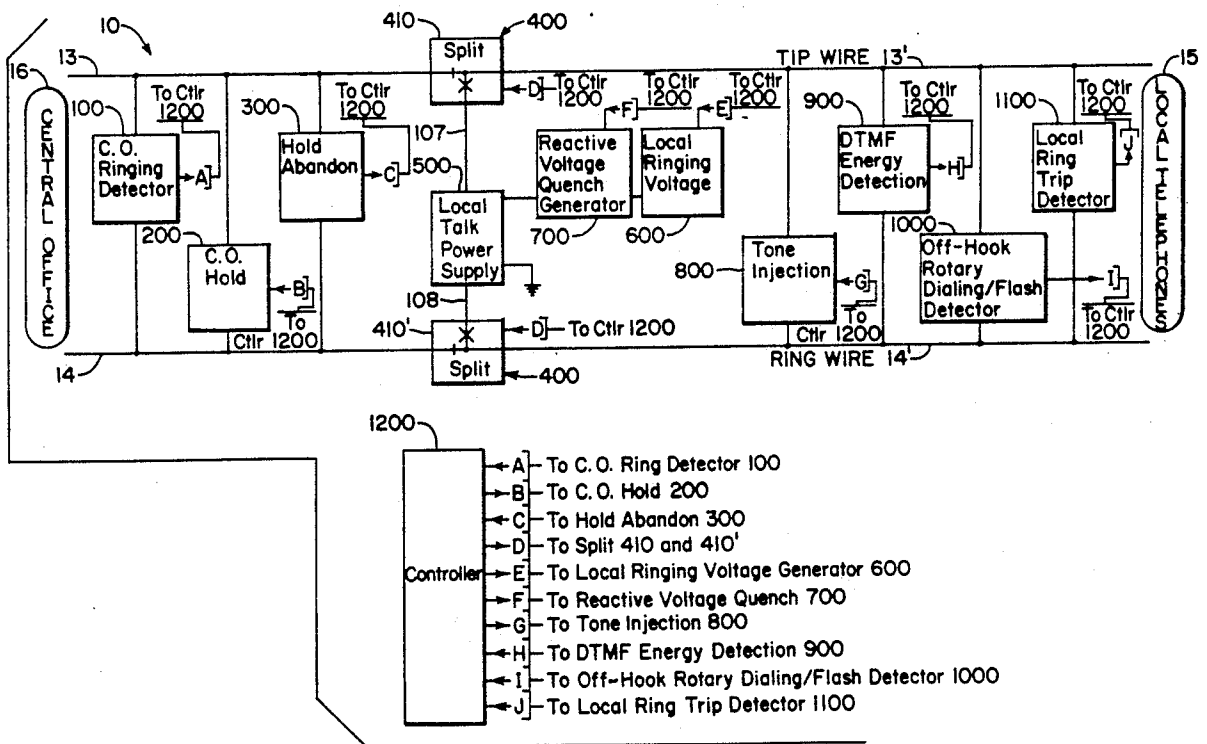 10
410
400
Split
16
13
TIP WIRE 13'
15
CENTRAL OFFICE
100
C. O.
Ringing
Detector
A
To Ctlr
1200
300
Hold
Abandon
C
To Ctlr
1200
107
D
To Ctlr
1200
F
To Ctlr
1200
E
To Ctlr
1200
500
Local
Talk
Power
Supply
Reactive
Voltage
Quench
Generator
700
Local
Ringing
Voltage
600
900
DTMF
Energy
Detection
H
To Ctlr
1200
1100
Local
Ring
Trip
Detector
J
To Ctlr
1200
LOCAL TELEPHONES
200
C. O.
Hold
B
To
Ctlr 1200
800
Tone
Injection
G
To
Ctlr 1200
1000
Off-Hook
Rotary
Dialing/Flash
Detector
I
To Ctlr
1200
108
410'
D
To Ctlr 1200
Split
400
14
RING WIRE 14'
1200
Controller
A To C. O. Ring Detector 100
B To C. O. Hold 200
C To Hold Abandon 300
D To Split 410 and 410'
E To Local Ringing Voltage Generator 600
F To Reactive Voltage Quench 700
G To Tone Injection 800
H To DTMF Energy Detection 900
I To Off-Hook Rotary Dialing/Flash Detector 1000
J To Local Ring Trip Detector 1100